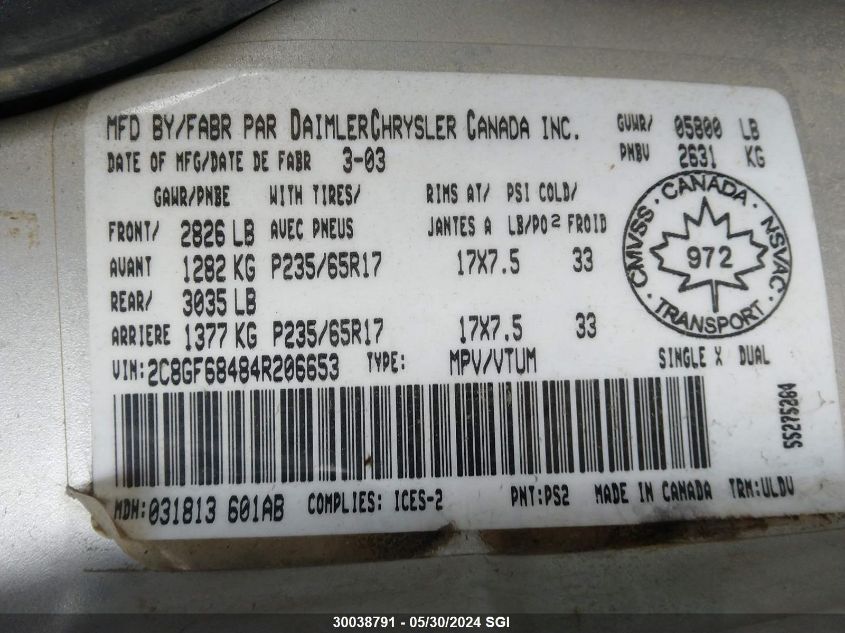 MFD BY/FABR PAR DAIMLERCHRYSLER CANADA INC. GVWR/ 05800 LB
DATE OF MFG/DATE DE FABR 3-03 PNBV 2631 KG
GAWR/PNBE WITH TIRES/ RIMS AT/ PSI COLD/
FRONT/ 2826 LB AVEC PNEUS JANTES A LB/PO2 FROID
AVANT 1282 KG P235/65R17 17X7.5 33
REAR/ 3035 LB
ARRIERE 1377 KG P235/65R17 17X7.5 33
CMVSS · CANADA · NSVAC · TRANSPORT ·
972
VIN: 2C8GF68484R206653 TYPE: MPV/VTUM SINGLE X DUAL
55275264
MDH: 031813 601AB COMPLIES: ICES-2 PNT: PS2 MADE IN CANADA TRM: ULDV
30038791 - 05/30/2024 SGI